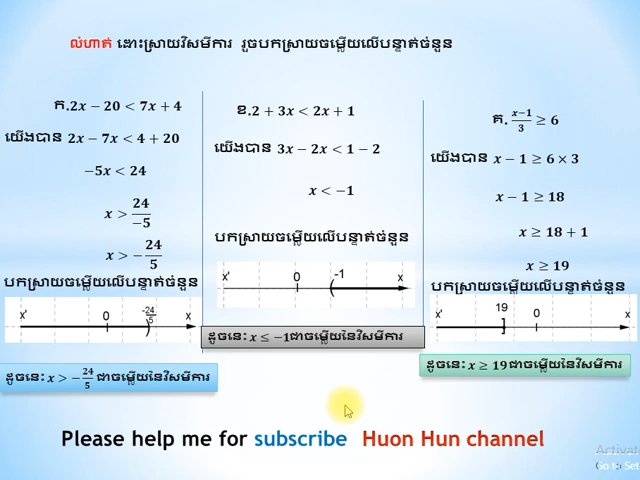 លំហាត់ ដោះស្រាយវិសមីការ រួចបកស្រាយចម្លើយលើបន្ទាត់ចំនួន
ក.2x − 20 < 7x + 4
យើងបាន 2x − 7x < 4 + 20
−5x < 24
x > 24/−5
x > −24/5
បកស្រាយចម្លើយលើបន្ទាត់ចំនួន
x' 0 -24/5 x
ដូចនេះ x > −24/5 ជាចម្លើយនៃវិសមីការ
ខ.2 + 3x < 2x + 1
យើងបាន 3x − 2x < 1 − 2
x < −1
បកស្រាយចម្លើយលើបន្ទាត់ចំនួន
x' 0 -1 x
ដូចនេះ x ≤ −1ជាចម្លើយនៃវិសមីការ
គ. x−1/3 ≥ 6
យើងបាន x − 1 ≥ 6 × 3
x − 1 ≥ 18
x ≥ 18 + 1
x ≥ 19
បកស្រាយចម្លើយលើបន្ទាត់ចំនួន
x' 19 0 x
ដូចនេះ x ≥ 19ជាចម្លើយនៃវិសមីការ
Please help me for subscribe Huon Hun channel
Activat
Go to Set